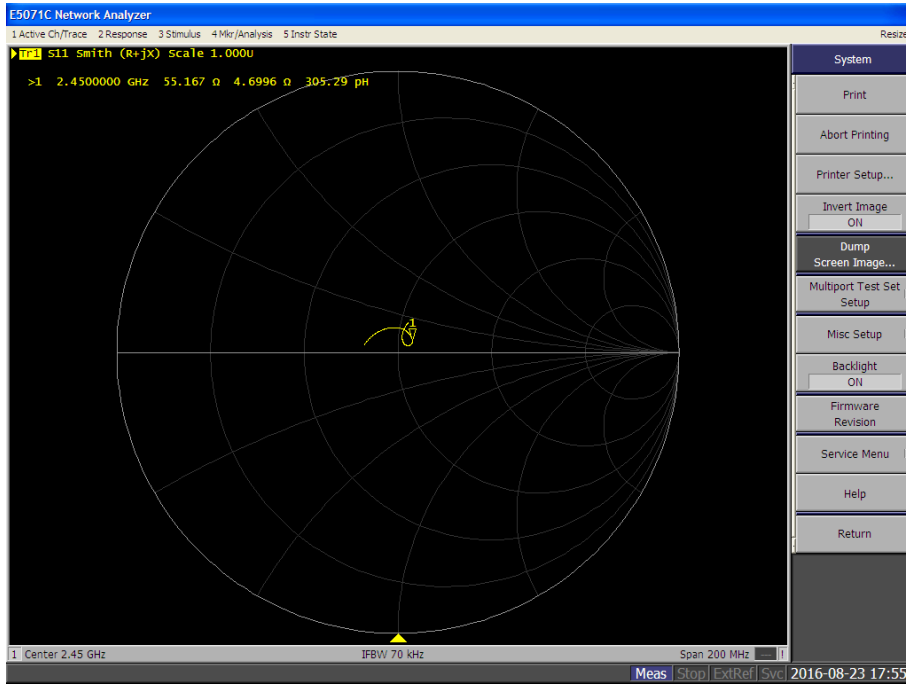 E5071C Network Analyzer
1 Active Ch/Trace 2 Response 3 Stimulus 4 Mkr/Analysis 5 Instr State
Resize
Tr1 S11 Smith (R+jX) Scale 1.000U
>1 2.4500000 GHz 55.167 Ω 4.6996 Ω 305.29 pH
1
System
Print
Abort Printing
Printer Setup...
Invert Image
ON
Dump
Screen Image...
Multiport Test Set
Setup
Misc Setup
Backlight
ON
Firmware
Revision
Service Menu
Help
Return
1 Center 2.45 GHz
IFBW 70 kHz
Span 200 MHz
!
Meas Stop ExtRef Svc 2016-08-23 17:55